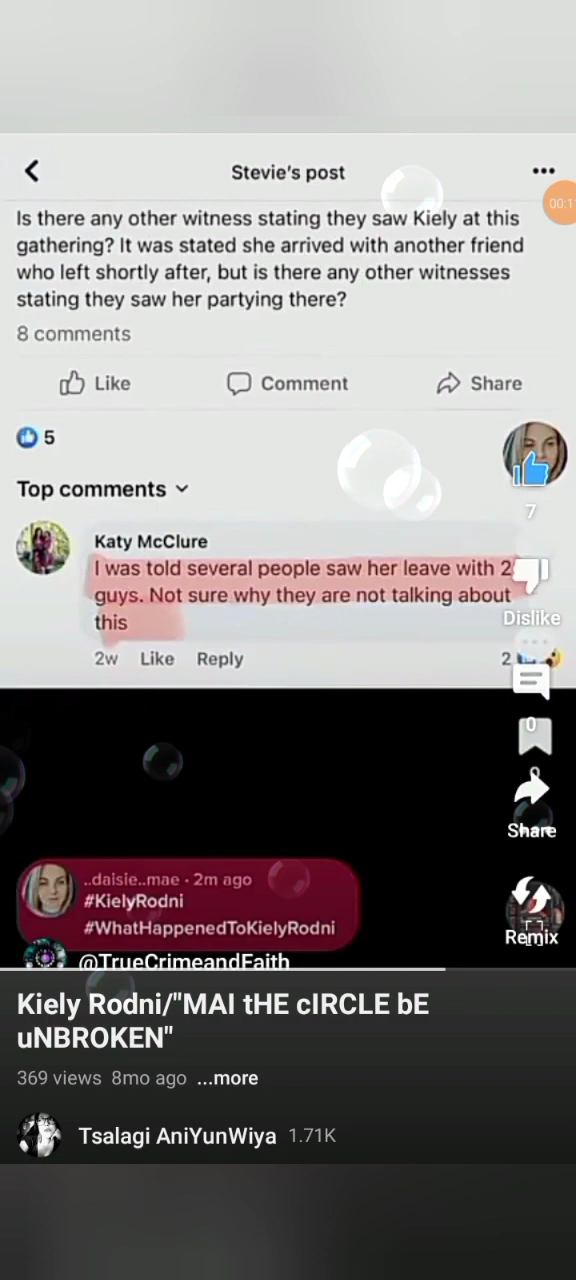 Stevie's post
00:1
Is there any other witness stating they saw Kiely at this
gathering? It was stated she arrived with another friend
who left shortly after, but is there any other witnesses
stating they saw her partying there?
8 comments
Like Comment Share
5
Top comments
7
Katy McClure
I was told several people saw her leave with 2
guys. Not sure why they are not talking about
this
Dislike
2w Like Reply 2
0
Share
..daisie..mae · 2m ago
#KielyRodni
#WhatHappenedToKielyRodni
Remix
@TrueCrimeandFaith
Kiely Rodni/"MAI tHE cIRCLE bE
uNBROKEN"
369 views 8mo ago ...more
Tsalagi AniYunWiya 1.71K